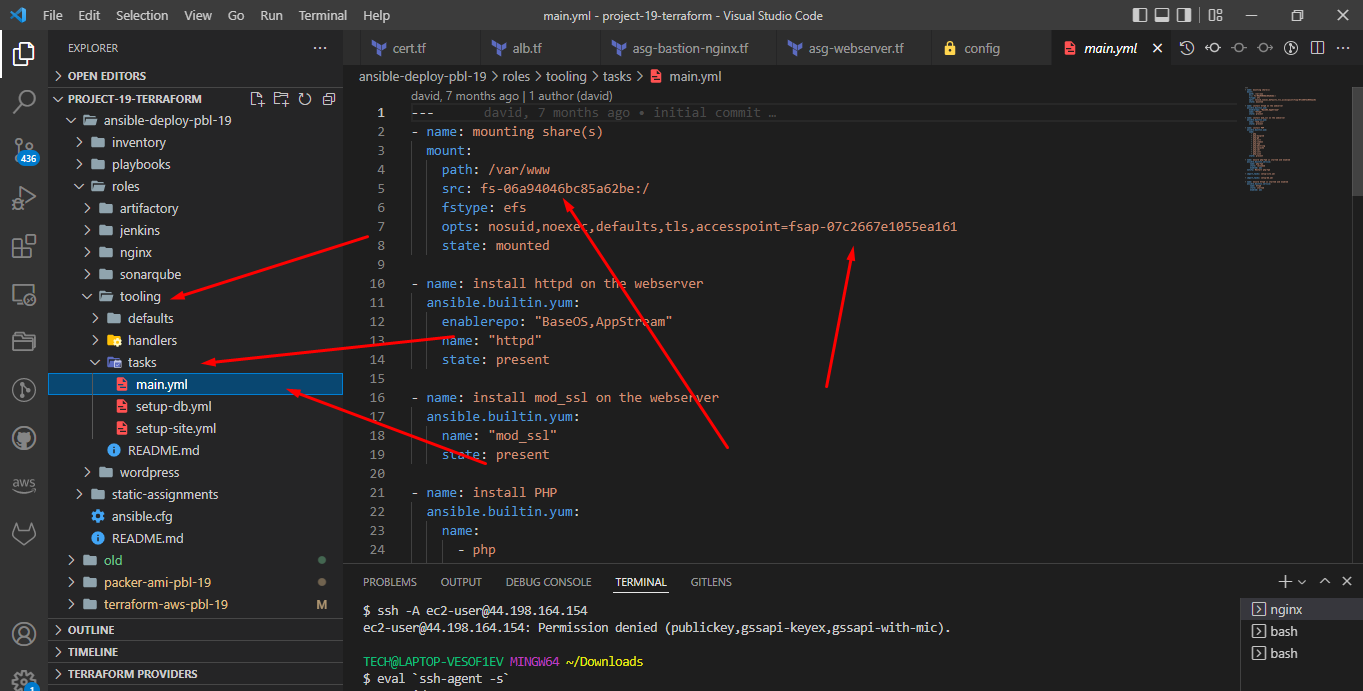 File Edit Selection View Go Run Terminal Help
main.yml - project-19-terraform - Visual Studio Code
EXPLORER
OPEN EDITORS
PROJECT-19-TERRAFORM
ansible-deploy-pbl-19
inventory
playbooks
roles
artifactory
jenkins
nginx
sonarqube
tooling
defaults
handlers
tasks
main.yml
setup-db.yml
setup-site.yml
README.md
wordpress
static-assignments
ansible.cfg
README.md
old
packer-ami-pbl-19
terraform-aws-pbl-19 M
OUTLINE
TIMELINE
TERRAFORM PROVIDERS
436
aws
1
cert.tf alb.tf asg-bastion-nginx.tf asg-webserver.tf config main.yml
ansible-deploy-pbl-19 > roles > tooling > tasks > main.yml
david, 7 months ago | 1 author (david)
1 --- david, 7 months ago • initial commit …
2 - name: mounting share(s)
3 mount:
4 path: /var/www
5 src: fs-06a94046bc85a62be:/
6 fstype: efs
7 opts: nosuid,noexec,defaults,tls,accesspoint=fsap-07c2667e1055ea161
8 state: mounted
9
10 - name: install httpd on the webserver
11 ansible.builtin.yum:
12 enablerepo: "BaseOS,AppStream"
13 name: "httpd"
14 state: present
15
16 - name: install mod_ssl on the webserver
17 ansible.builtin.yum:
18 name: "mod_ssl"
19 state: present
20
21 - name: install PHP
22 ansible.builtin.yum:
23 name:
24 - php
PROBLEMS OUTPUT DEBUG CONSOLE TERMINAL GITLENS
$ ssh -A ec2-user@44.198.164.154
ec2-user@44.198.164.154: Permission denied (publickey,gssapi-keyex,gssapi-with-mic).
TECH@LAPTOP-VESOF1EV MINGW64 ~/Downloads
$ eval `ssh-agent -s`
nginx
bash
bash